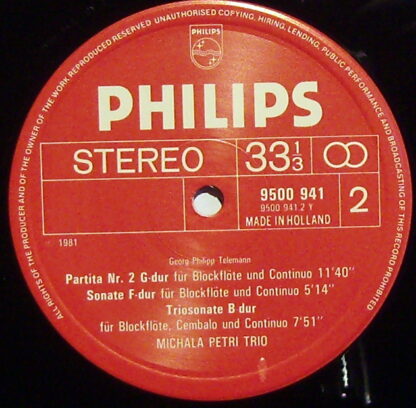 ALL RIGHTS OF THE PRODUCER AND OF THE OWNER OF THE WORK REPRODUCED RESERVED UNAUTHORISED COPYING, HIRING, LENDING, PUBLIC PERFORMANCE AND BROADCASTING OF THIS RECORD PROHIBITED
PHILIPS
PHILIPS
STEREO 33 1/3
9500 941
9500 941 2 Y
MADE IN HOLLAND
2
1981
Georg Philipp Telemann
Partita Nr. 2 G-dur für Blockflöte und Continuo 11'40"
Sonate F-dur für Blockflöte und Continuo 5'14"
Triosonate B dur
für Blockflöte, Cembalo und Continuo 7'51"
MICHALA PETRI TRIO